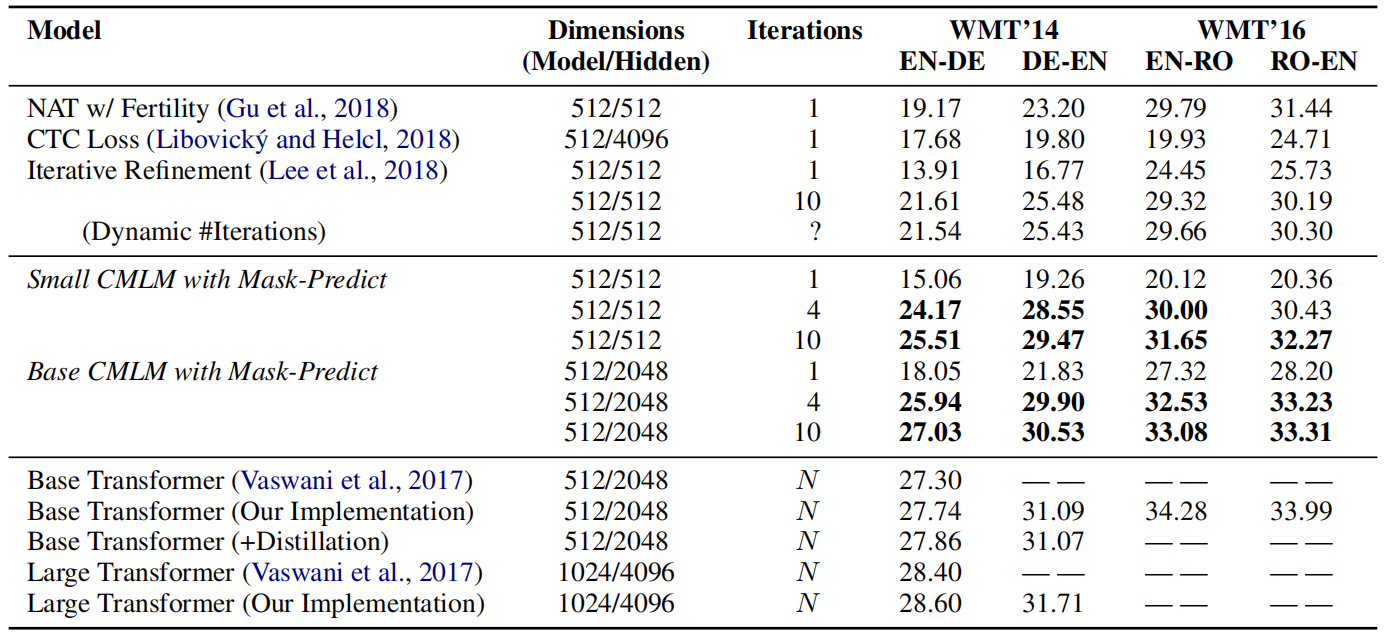 Model Dimensions Iterations WMT’14 WMT’16
(Model/Hidden) EN-DE DE-EN EN-RO RO-EN
NAT w/ Fertility (Gu et al., 2018) 512/512 1 19.17 23.20 29.79 31.44
CTC Loss (Libovický and Helcl, 2018) 512/4096 1 17.68 19.80 19.93 24.71
Iterative Refinement (Lee et al., 2018) 512/512 1 13.91 16.77 24.45 25.73
512/512 10 21.61 25.48 29.32 30.19
(Dynamic #Iterations) 512/512 ? 21.54 25.43 29.66 30.30
Small CMLM with Mask-Predict 512/512 1 15.06 19.26 20.12 20.36
512/512 4 24.17 28.55 30.00 30.43
512/512 10 25.51 29.47 31.65 32.27
Base CMLM with Mask-Predict 512/2048 1 18.05 21.83 27.32 28.20
512/2048 4 25.94 29.90 32.53 33.23
512/2048 10 27.03 30.53 33.08 33.31
Base Transformer (Vaswani et al., 2017) 512/2048 N 27.30 — — — — — —
Base Transformer (Our Implementation) 512/2048 N 27.74 31.09 34.28 33.99
Base Transformer (+Distillation) 512/2048 N 27.86 31.07 — — — —
Large Transformer (Vaswani et al., 2017) 1024/4096 N 28.40 — — — — — —
Large Transformer (Our Implementation) 1024/4096 N 28.60 31.71 — — — —